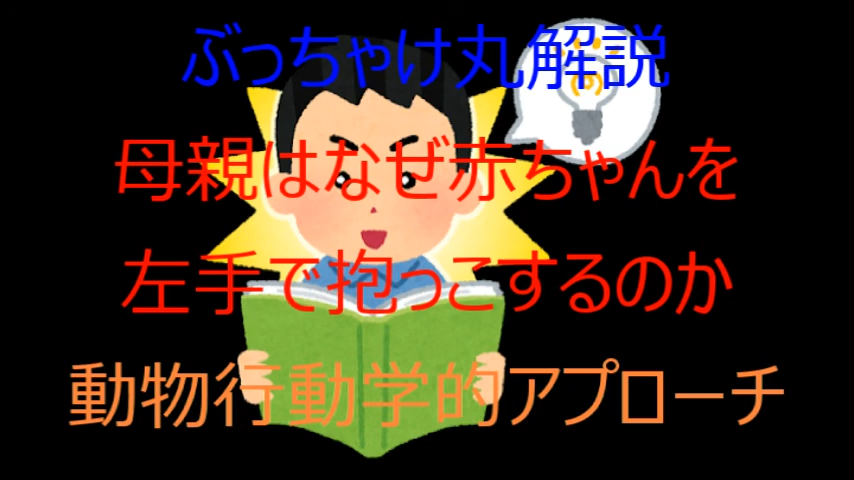 ぶっちゃけ丸解説
母親はなぜ赤ちゃんを
左手で抱っこするのか
動物行動学的アプローチ